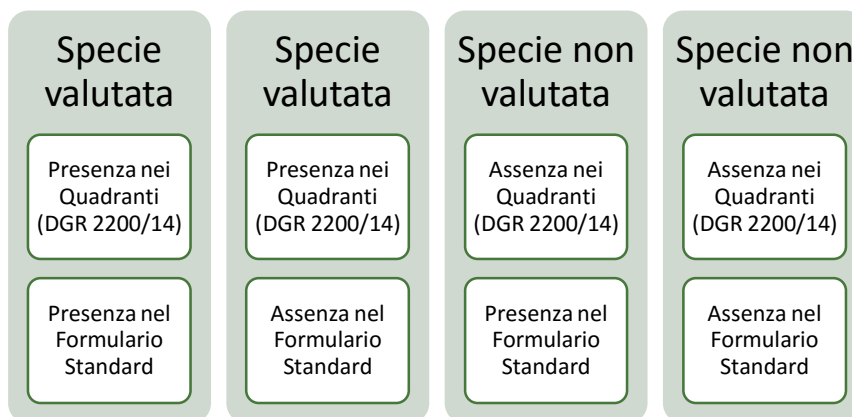 Specie
valutata
Presenza nei
Quadranti
(DGR 2200/14)
Presenza nel
Formulario
Standard
Specie
valutata
Presenza nei
Quadranti
(DGR 2200/14)
Assenza nel
Formulario
Standard
Specie non
valutata
Assenza nei
Quadranti
(DGR 2200/14)
Presenza nel
Formulario
Standard
Specie non
valutata
Assenza nei
Quadranti
(DGR 2200/14)
Assenza nel
Formulario
Standard